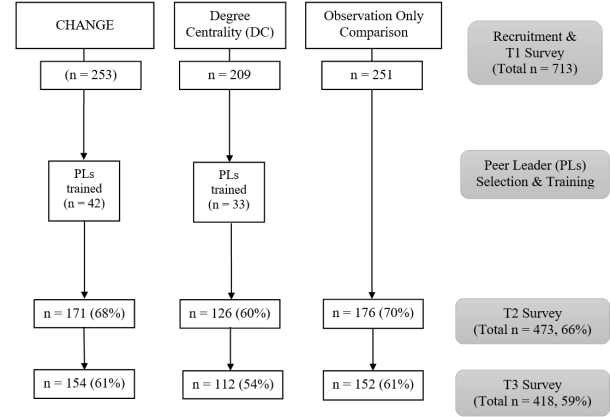 CHANGE
Degree
Centrality (DC)
Observation Only
Comparison
Recruitment &
T1 Survey
(Total n = 713)
(n = 253)
n = 209
n = 251
PLs
trained
(n = 42)
PLs
trained
(n = 33)
Peer Leader (PLs)
Selection & Training
n = 171 (68%)
n = 126 (60%)
n = 176 (70%)
T2 Survey
(Total n = 473, 66%)
n = 154 (61%)
n = 112 (54%)
n = 152 (61%)
T3 Survey
(Total n = 418, 59%)